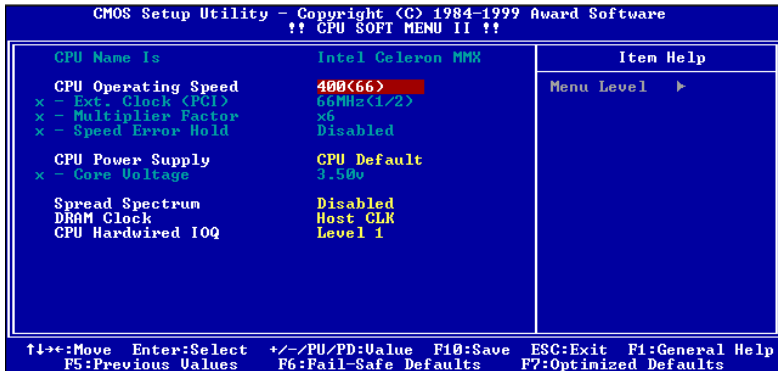 CMOS Setup Utility - Copyright (C) 1984-1999 Award Software
!! CPU SOFT MENU II !!
CPU Name Is Intel Celeron MMX
CPU Operating Speed 400(66)
x - Ext. Clock (PCI) 66MHz(1/2)
x - Multiplier Factor x6
x - Speed Error Hold Disabled
CPU Power Supply CPU Default
x - Core Voltage 3.50v
Spread Spectrum Disabled
DRAM Clock Host CLK
CPU Hardwired IOQ Level 1
Item Help
Menu Level ►
↑↓→←:Move Enter:Select +/-/PU/PD:Value F10:Save ESC:Exit F1:General Help
F5:Previous Values F6:Fail-Safe Defaults F7:Optimized Defaults